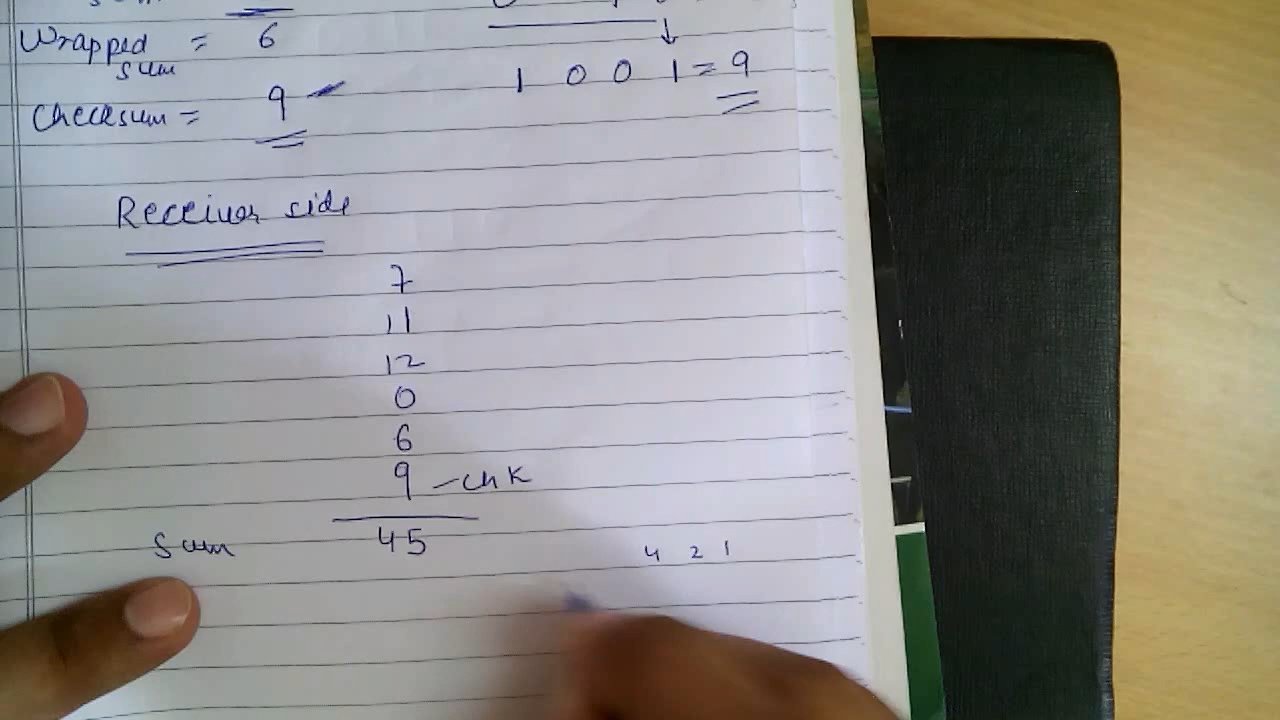 Wrapped = 6
sum
1 0 0 1 = 9
Checksum = 9
Receiver side
7
11
12
0
6
9 - chk
Sum 45
4 2 1